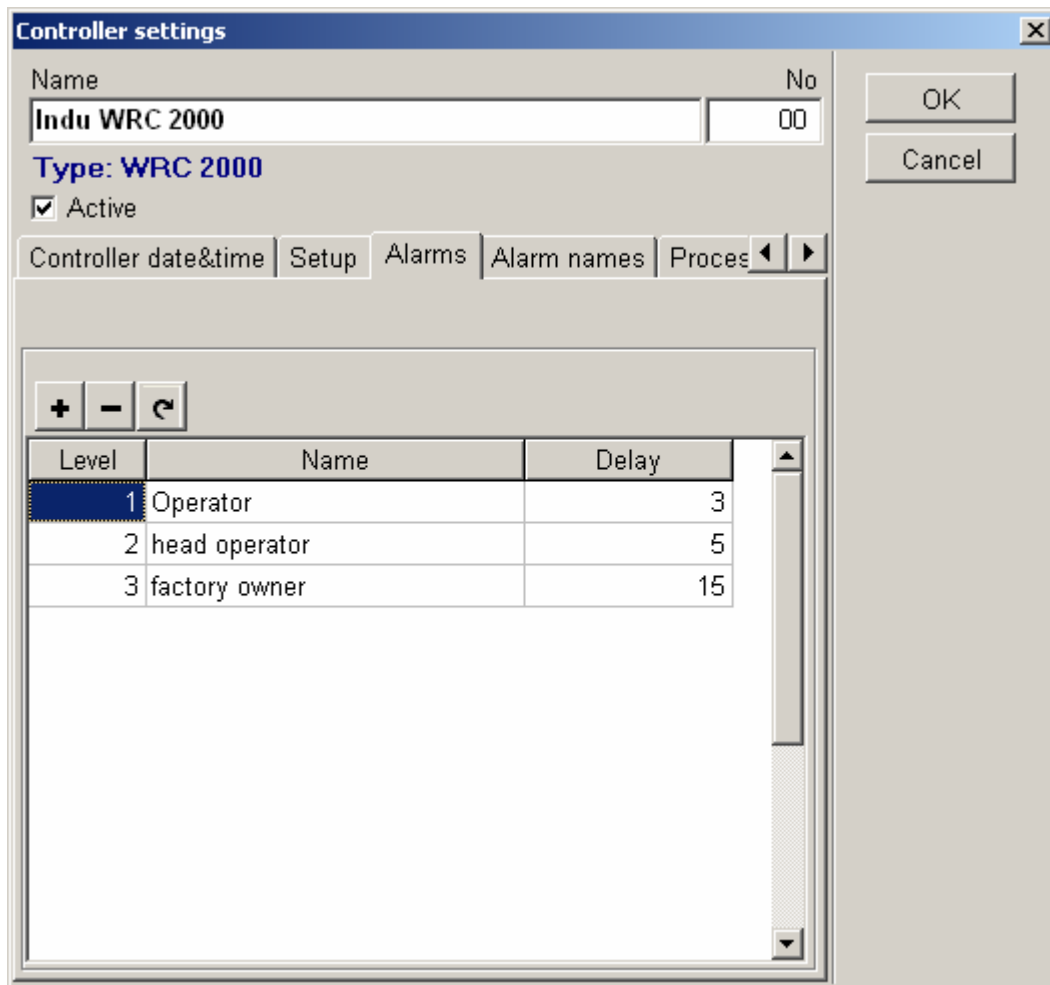 Controller settings
Name No
Indu WRC 2000 00
Type: WRC 2000
Active
OK
Cancel
Controller date&time Setup Alarms Alarm names Proces
+ −
Level Name Delay
1 Operator 3
2 head operator 5
3 factory owner 15